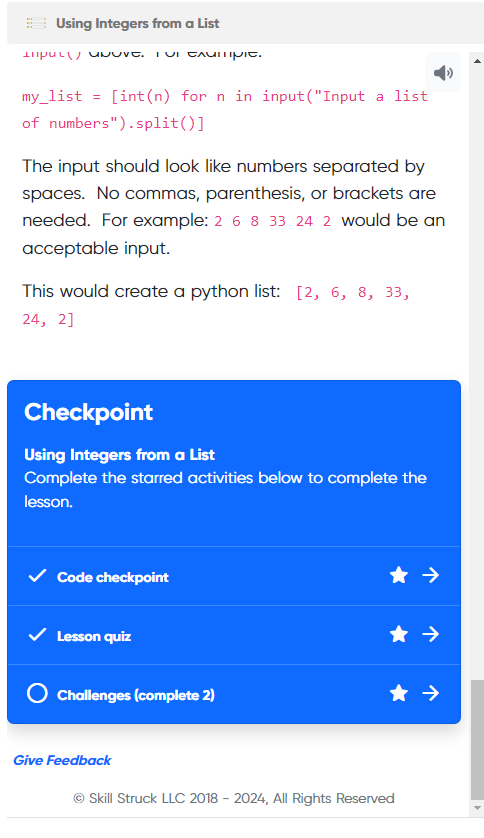 Using Integers from a List
input() above.  For example:
my_list = [int(n) for n in input("Input a list
of numbers").split()]
The input should look like numbers separated by
spaces.  No commas, parenthesis, or brackets are
needed.  For example: 2 6 8 33 24 2 would be an
acceptable input.
This would create a python list:  [2, 6, 8, 33,
24, 2]
Checkpoint
Using Integers from a List
Complete the starred activities below to complete the
lesson.
Code checkpoint
Lesson quiz
Challenges (complete 2)
Give Feedback
© Skill Struck LLC 2018 - 2024, All Rights Reserved